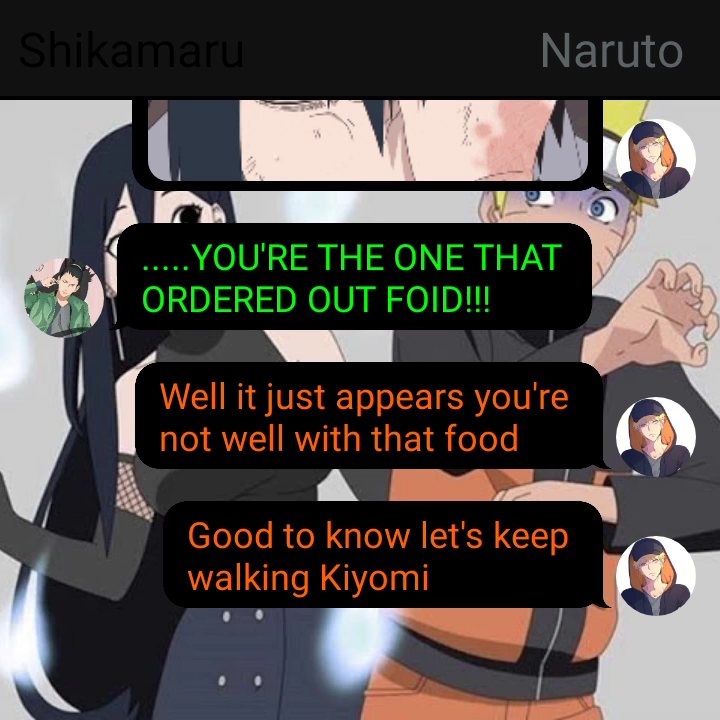 Shikamaru
Naruto
.....YOU'RE THE ONE THAT
ORDERED OUT FOID!!!
Well it just appears you're
not well with that food
Good to know let's keep
walking Kiyomi